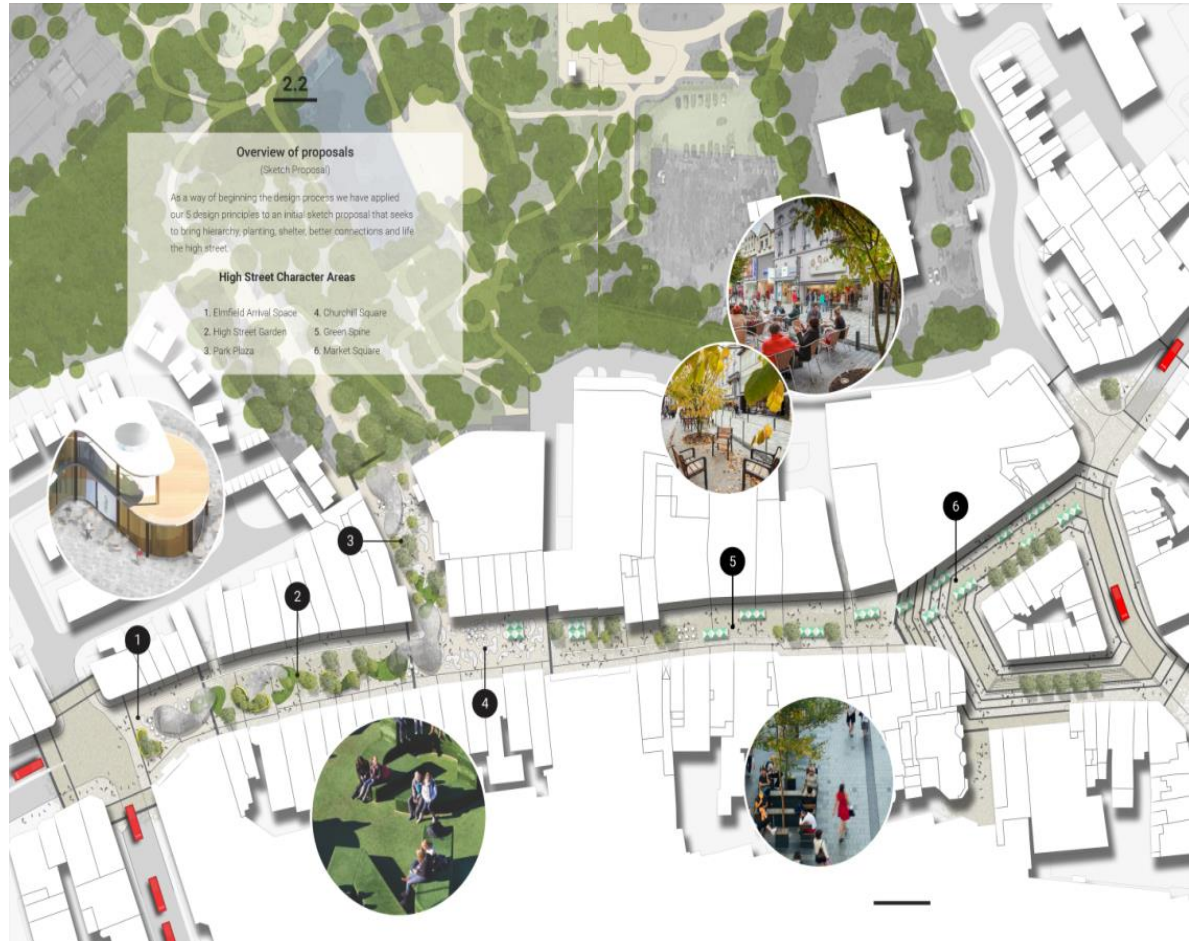 2.2
Overview of proposals
(Sketch Proposal)
As a way of beginning the design process we have applied
our 5 design principles to an initial sketch proposal that seeks
to bring hierarchy, planting, shelter, better connections and life
the high street.
High Street Character Areas
1. Elmfield Arrival Space
2. High Street Garden
3. Park Plaza
4. Churchill Square
5. Green Spine
6. Market Square
1
2
3
4
5
6